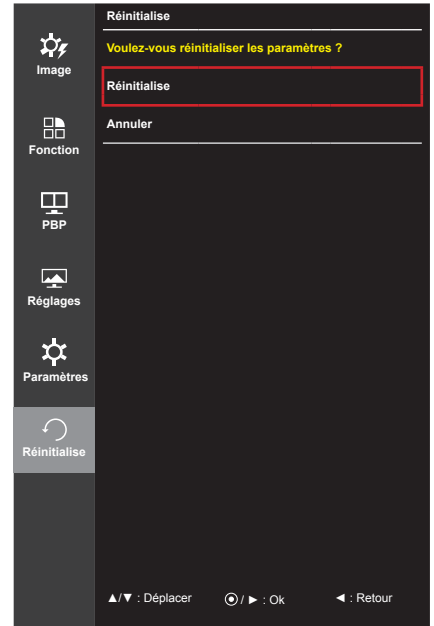 Réinitialise
Voulez-vous réinitialiser les paramètres ?
Réinitialise
Annuler
Image
Fonction
PBP
Réglages
Paramètres
Réinitialise
▲/▼ : Déplacer ⦿ / ► : Ok ◄ : Retour